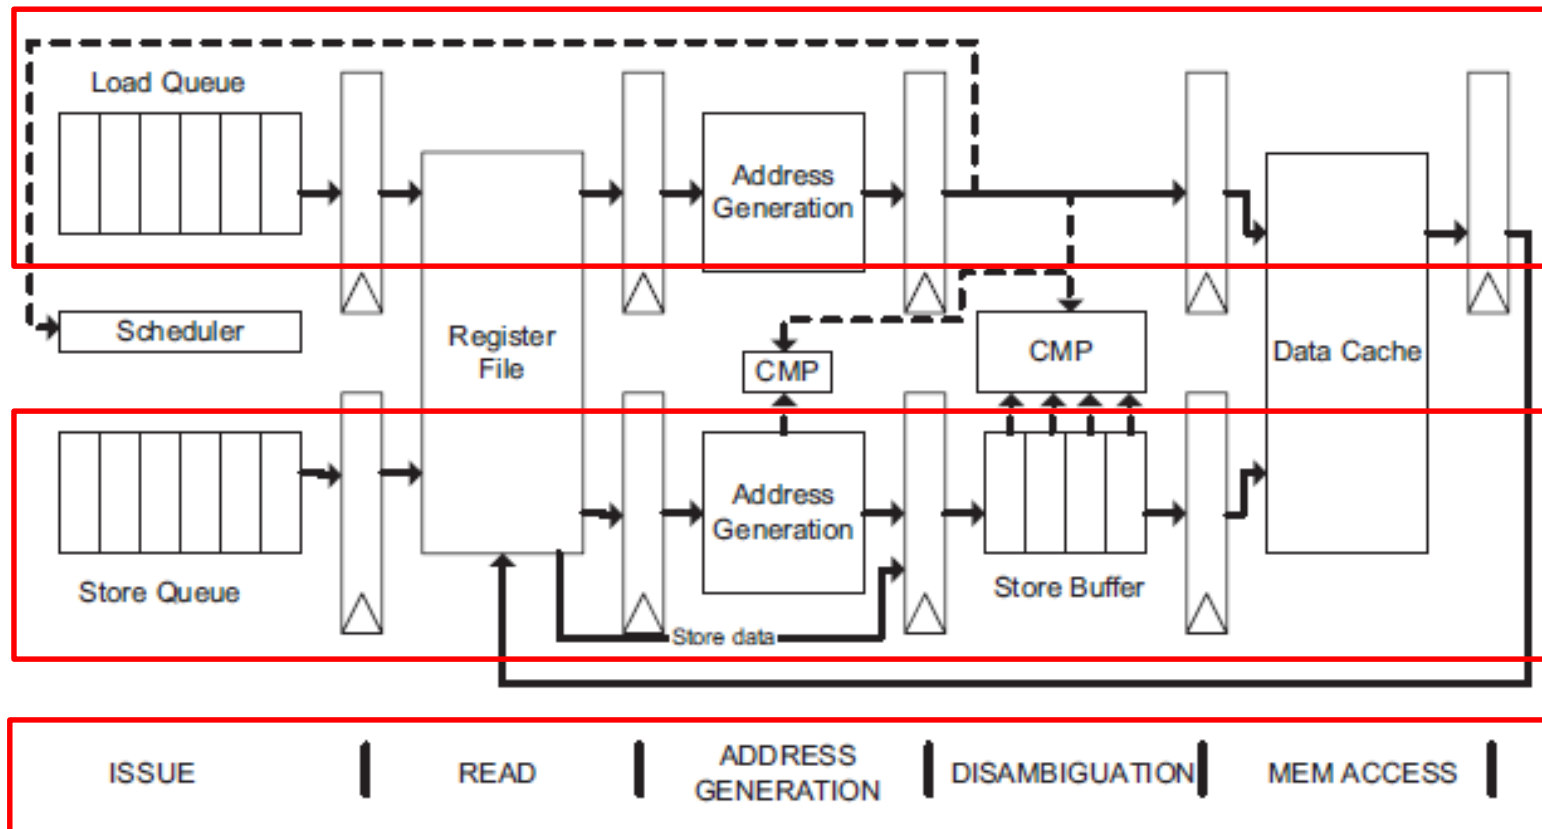 Load Queue
Address
Generation
Scheduler
Register
File
CMP
CMP
Data Cache
Address
Generation
Store Queue
Store Buffer
Store data
ISSUE
READ
ADDRESS
GENERATION
DISAMBIGUATION
MEM ACCESS